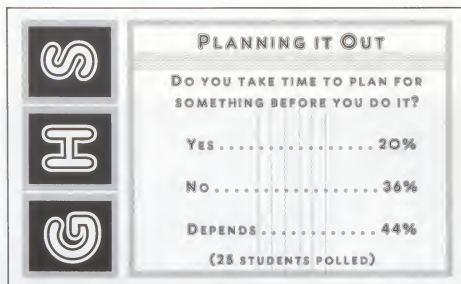 S
H
G
PLANNING IT OUT
DO YOU TAKE TIME TO PLAN FOR
SOMETHING BEFORE YOU DO IT?
YES . . . . . . . . . . . . . . . . 20%
NO . . . . . . . . . . . . . . . . . 36%
DEPENDS . . . . . . . . . . . . 44%
(25 STUDENTS POLLED)